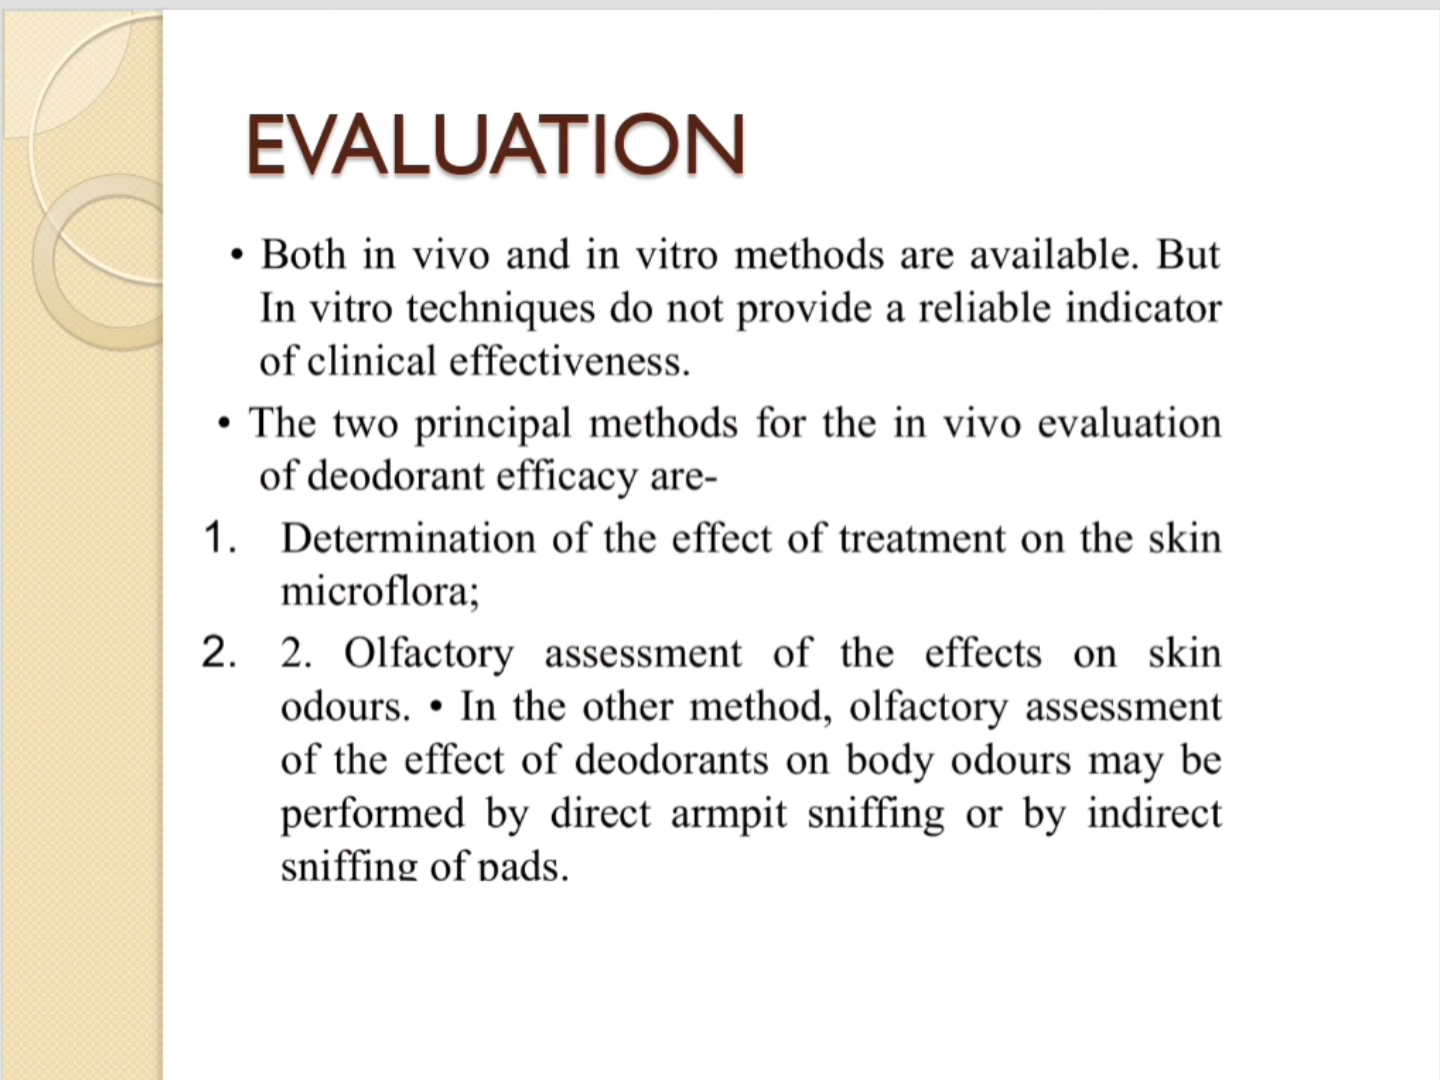 EVALUATION
• Both in vivo and in vitro methods are available. But
In vitro techniques do not provide a reliable indicator
of clinical effectiveness.
• The two principal methods for the in vivo evaluation
of deodorant efficacy are-
1. Determination of the effect of treatment on the skin
microflora;
2. 2. Olfactory assessment of the effects on skin
odours. • In the other method, olfactory assessment
of the effect of deodorants on body odours may be
performed by direct armpit sniffing or by indirect
sniffing of pads.